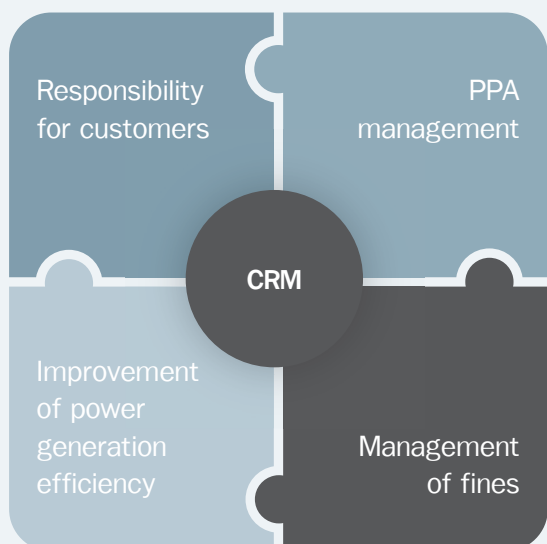 Responsibility
for customers
PPA
management
CRM
Improvement
of power
generation
efficiency
Management
of fines